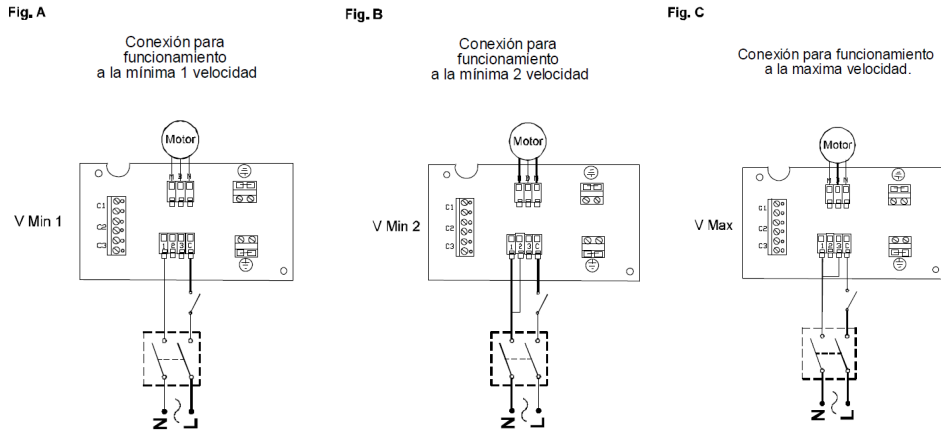 Fig. A
Conexión para
funcionamiento
a la mínima 1 velocidad
Motor
C1
C2
C3
1 2 3 C
V Min 1
N L
Fig. B
Conexión para
funcionamiento
a la mínima 2 velocidad
Motor
C1
C2
C3
1 2 3 C
V Min 2
N L
Fig. C
Conexión para funcionamiento
a la maxima velocidad.
Motor
C1
C2
C3
1 2 3 C
V Max
N L